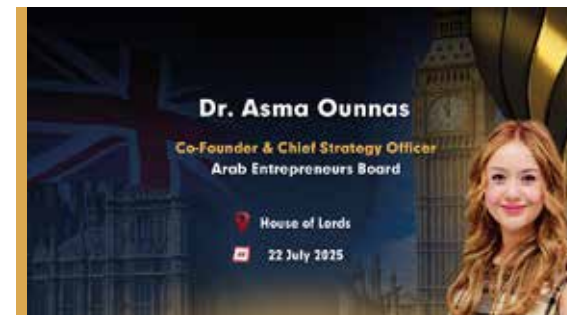 Dr. Asma Ounnas
Co-Founder & Chief Strategy Officer
Arab Entrepreneurs Board
House of Lords
22 July 2025